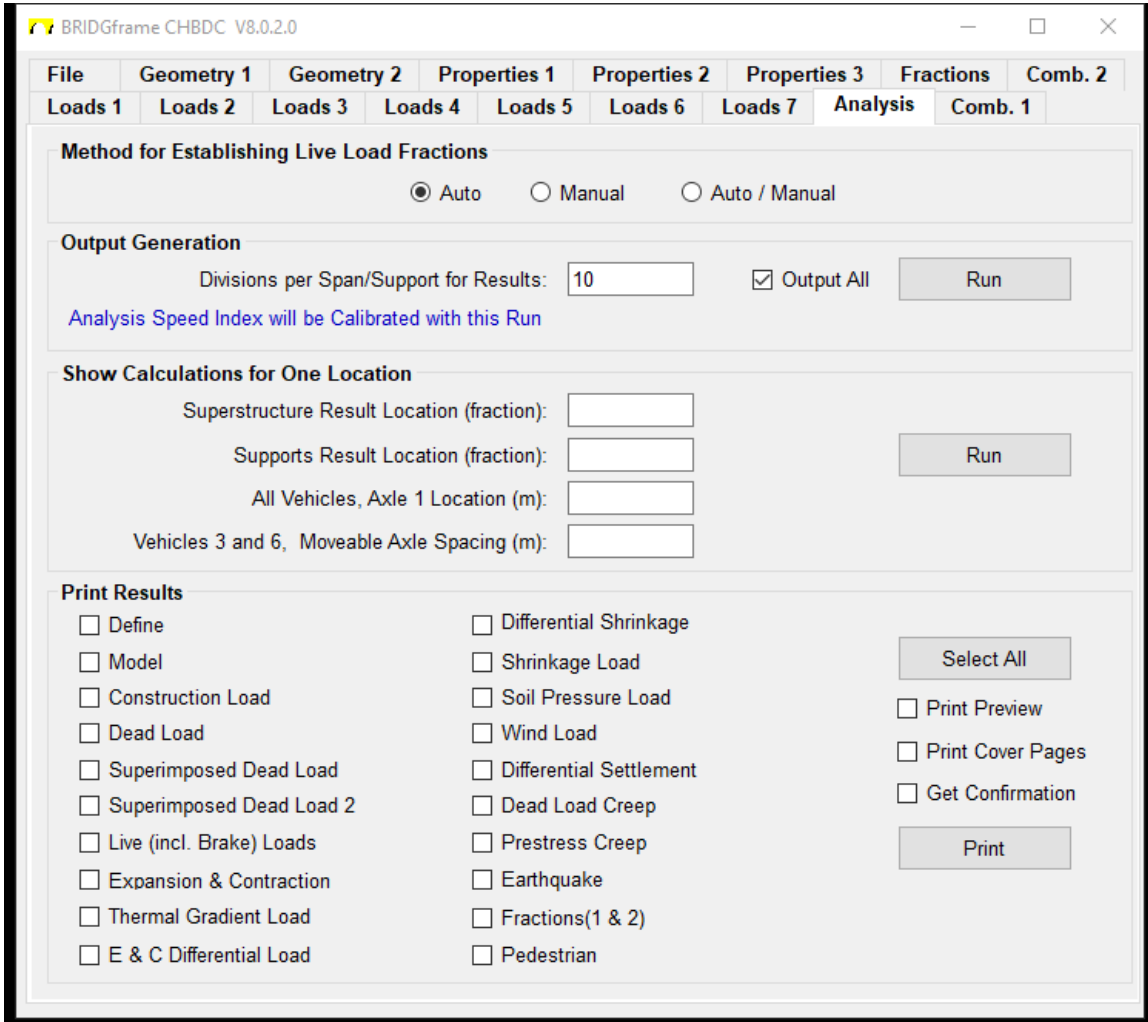 BRIDGframe CHBDC V8.0.2.0
File Geometry 1 Geometry 2 Properties 1 Properties 2 Properties 3 Fractions Comb. 2
Loads 1 Loads 2 Loads 3 Loads 4 Loads 5 Loads 6 Loads 7 Analysis Comb. 1
Method for Establishing Live Load Fractions
Auto Manual Auto / Manual
Output Generation
Divisions per Span/Support for Results: 10 Output All Run
Analysis Speed Index will be Calibrated with this Run
Show Calculations for One Location
Superstructure Result Location (fraction):
Supports Result Location (fraction): Run
All Vehicles, Axle 1 Location (m):
Vehicles 3 and 6, Moveable Axle Spacing (m):
Print Results
Define
Model
Construction Load
Dead Load
Superimposed Dead Load
Superimposed Dead Load 2
Live (incl. Brake) Loads
Expansion & Contraction
Thermal Gradient Load
E & C Differential Load
Differential Shrinkage
Shrinkage Load
Soil Pressure Load
Wind Load
Differential Settlement
Dead Load Creep
Prestress Creep
Earthquake
Fractions(1 & 2)
Pedestrian
Select All
Print Preview
Print Cover Pages
Get Confirmation
Print